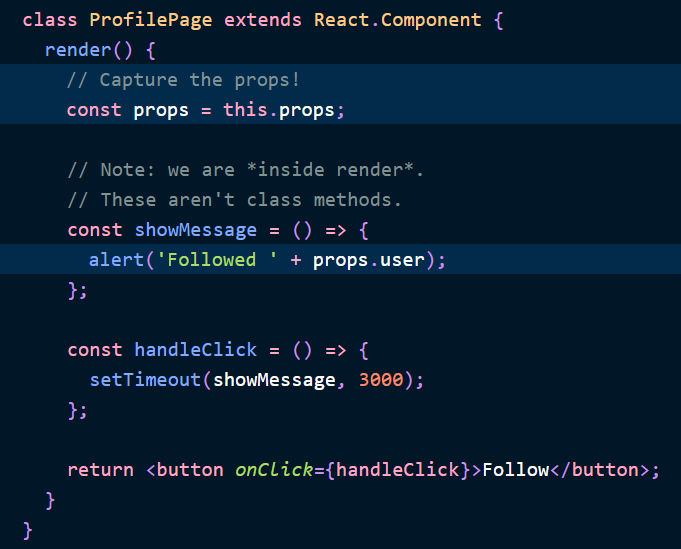 class ProfilePage extends React.Component {
render() {
// Capture the props!
const props = this.props;
// Note: we are *inside render*.
// These aren't class methods.
const showMessage = () => {
alert('Followed ' + props.user);
};
const handleClick = () => {
setTimeout(showMessage, 3000);
};
return <button onClick={handleClick}>Follow</button>;
}
}